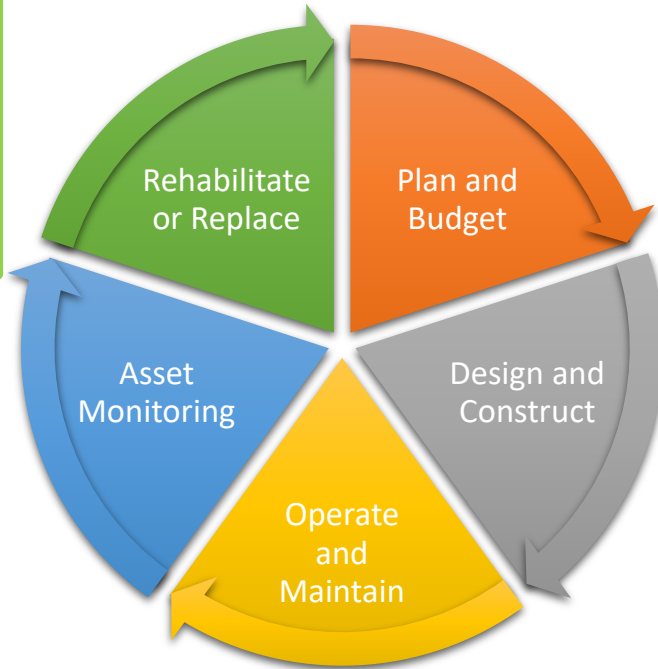 Rehabilitate
or Replace
Plan and
Budget
Asset
Monitoring
Design and
Construct
Operate
and
Maintain